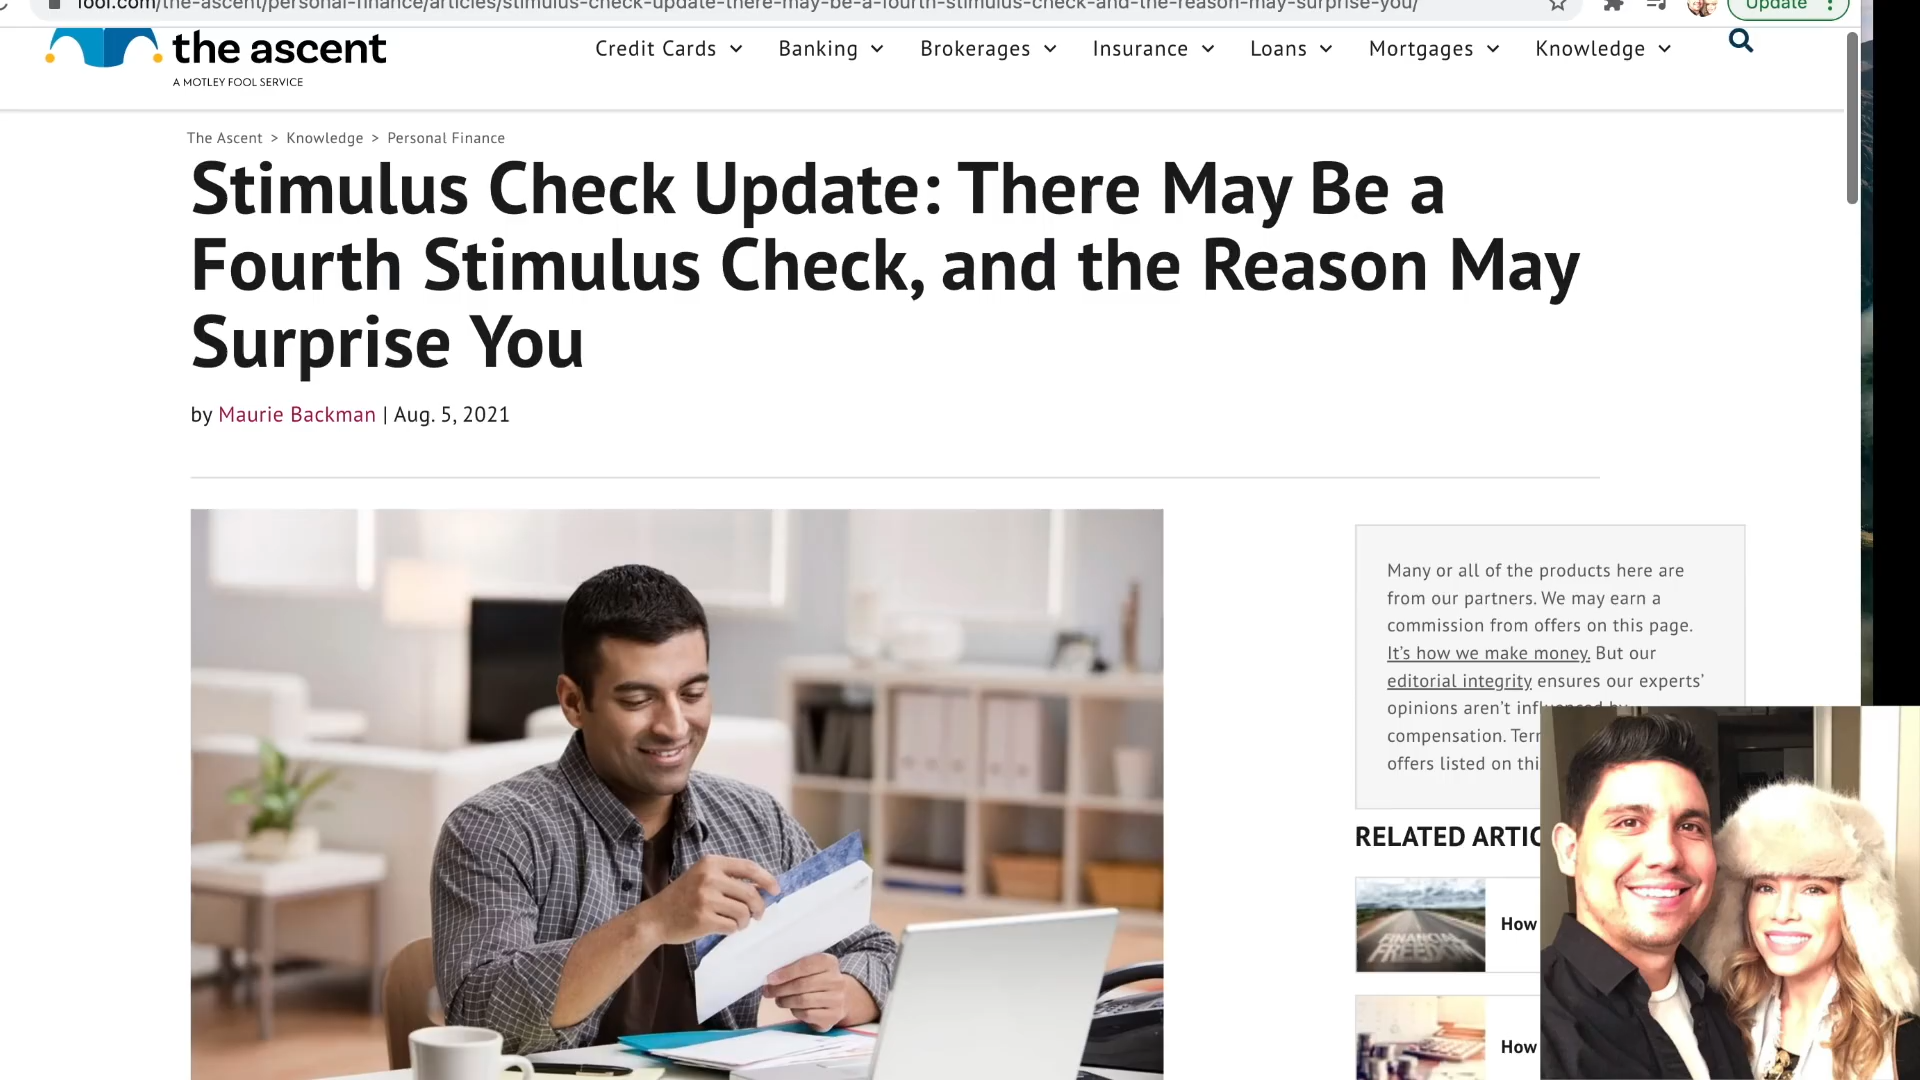 fool.com/the-ascent/personal-finance/articles/stimulus-check-update-there-may-be-a-fourth-stimulus-check-and-the-reason-may-surprise-you/
Update
the ascent
A MOTLEY FOOL SERVICE
Credit Cards Banking Brokerages Insurance Loans Mortgages Knowledge
The Ascent > Knowledge > Personal Finance
Stimulus Check Update: There May Be a
Fourth Stimulus Check, and the Reason May
Surprise You
by Maurie Backman | Aug. 5, 2021
Many or all of the products here are
from our partners. We may earn a
commission from offers on this page.
It's how we make money. But our
editorial integrity ensures our experts'
opinions aren't influenced by
compensation.
offers listed on
RELATED
How
FINANCIAL
FREEDOM
How